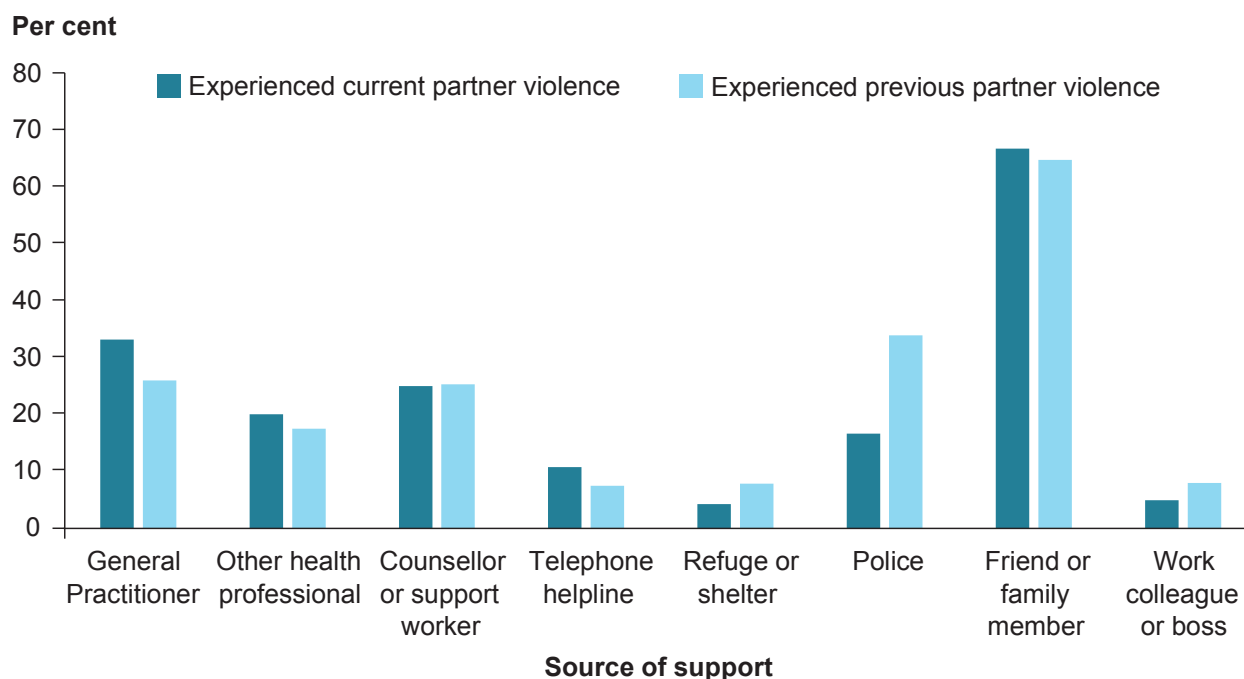 Per cent
80
Experienced current partner violence
Experienced previous partner violence
70
60
50
40
30
20
10
0
General
Practitioner
Other health
professional
Counsellor
or support
worker
Telephone
helpline
Refuge or
shelter
Police
Friend or
family
member
Work
colleague
or boss
Source of support